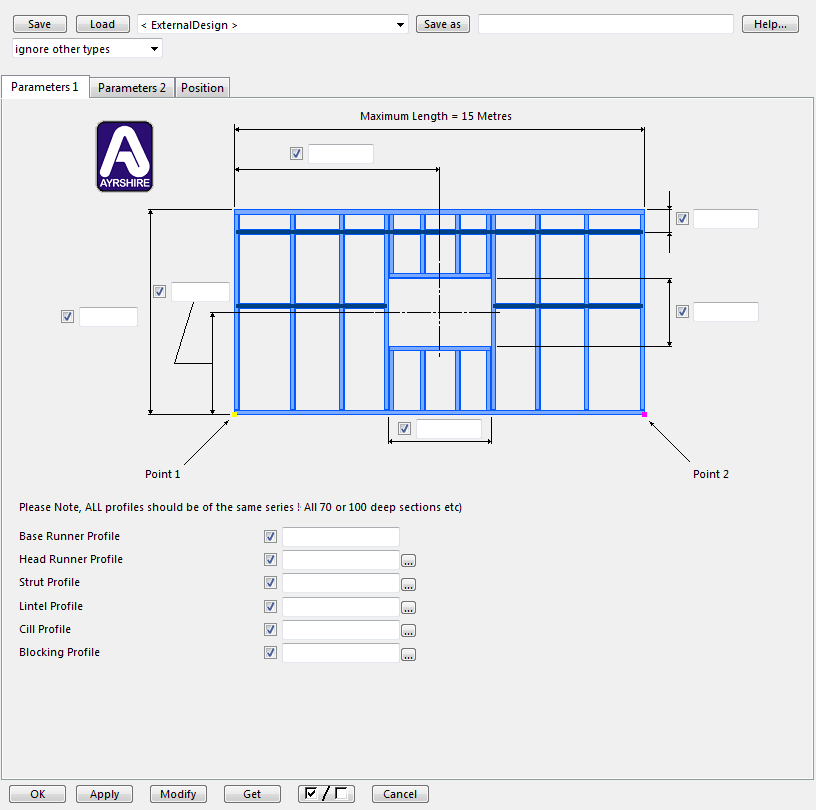 Save Load < ExternalDesign > Save as Help...
ignore other types
Parameters 1 Parameters 2 Position
Maximum Length = 15 Metres
A
AYRSHIRE
Point 1 Point 2
Please Note, ALL profiles should be of the same series !  All 70 or 100 deep sections etc)
Base Runner Profile
Head Runner Profile ...
Strut Profile ...
Lintel Profile ...
Cill Profile ...
Blocking Profile ...
OK Apply Modify Get / Cancel